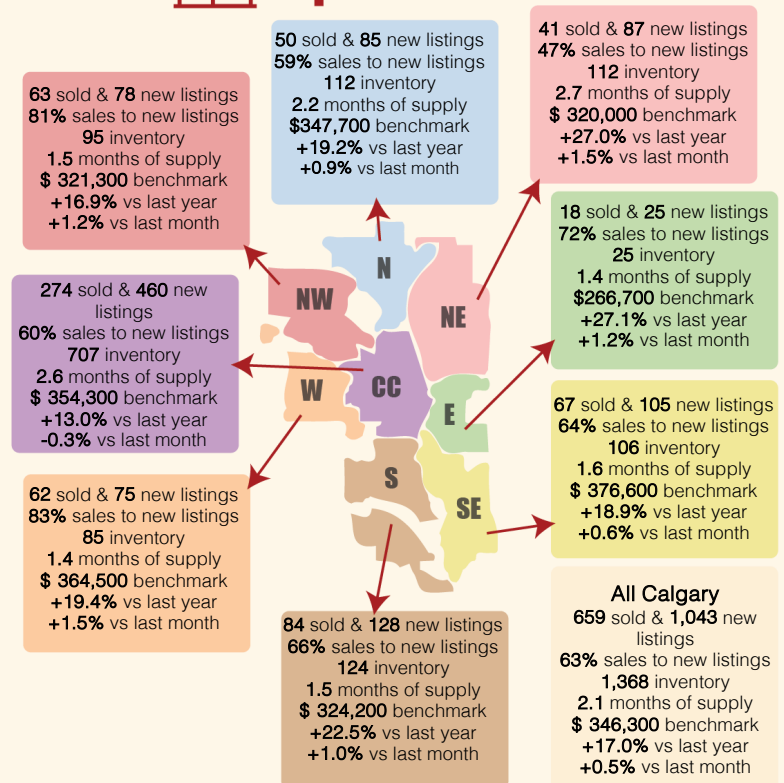 50 sold & 85 new listings
59% sales to new listings
112 inventory
2.2 months of supply
$347,700 benchmark
+19.2% vs last year
+0.9% vs last month
41 sold & 87 new listings
47% sales to new listings
112 inventory
2.7 months of supply
$ 320,000 benchmark
+27.0% vs last year
+1.5% vs last month
63 sold & 78 new listings
81% sales to new listings
95 inventory
1.5 months of supply
$ 321,300 benchmark
+16.9% vs last year
+1.2% vs last month
18 sold & 25 new listings
72% sales to new listings
25 inventory
1.4 months of supply
$266,700 benchmark
+27.1% vs last year
+1.2% vs last month
N
NW
NE
274 sold & 460 new
listings
60% sales to new listings
707 inventory
2.6 months of supply
$ 354,300 benchmark
+13.0% vs last year
-0.3% vs last month
W
CC
E
S
SE
67 sold & 105 new listings
64% sales to new listings
106 inventory
1.6 months of supply
$ 376,600 benchmark
+18.9% vs last year
+0.6% vs last month
62 sold & 75 new listings
83% sales to new listings
85 inventory
1.4 months of supply
$ 364,500 benchmark
+19.4% vs last year
+1.5% vs last month
84 sold & 128 new listings
66% sales to new listings
124 inventory
1.5 months of supply
$ 324,200 benchmark
+22.5% vs last year
+1.0% vs last month
All Calgary
659 sold & 1,043 new
listings
63% sales to new listings
1,368 inventory
2.1 months of supply
$ 346,300 benchmark
+17.0% vs last year
+0.5% vs last month